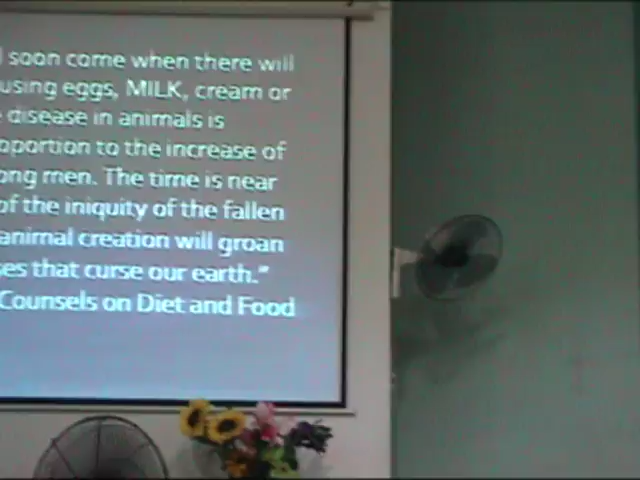 soon come when there will
using eggs, MILK, cream or
disease in animals is
oportion to the increase of
ong men. The time is near
of the iniquity of the fallen
animal creation will groan
ses that curse our earth."
Counsels on Diet and Food